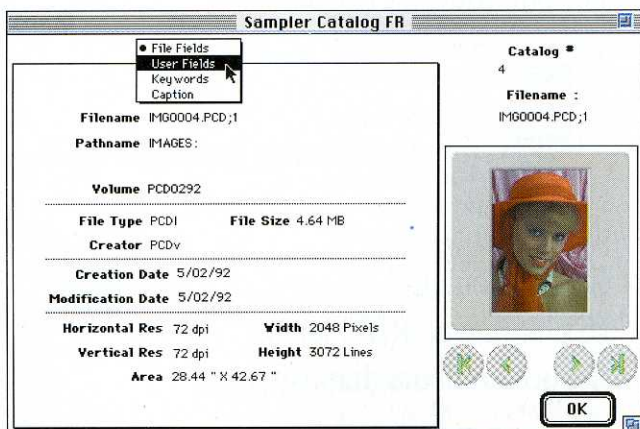 Sampler Catalog FR
File Fields
User Fields
Keywords
Caption
Filename IMG0004.PCD;1
Pathname IMAGES:
Volume PCD0292
File Type PCDI File Size 4.64 MB
Creator PCDv
Creation Date 5/02/92
Modification Date 5/02/92
Horizontal Res 72 dpi Width 2048 Pixels
Vertical Res 72 dpi Height 3072 Lines
Area 28.44 " X 42.67 "
Catalog #
4
Filename :
IMG0004.PCD;1
OK